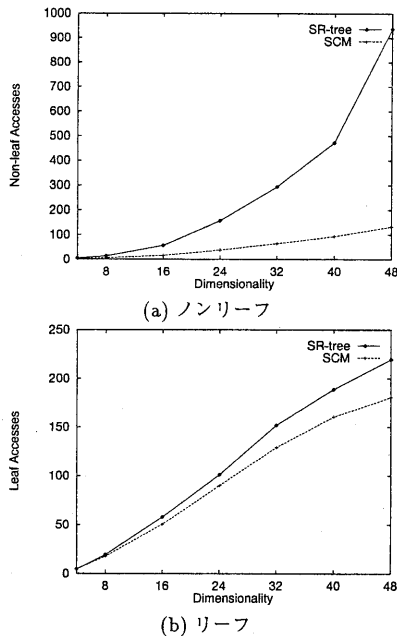 1000
900
800
700
600
500
400
300
200
100
0
Non-leaf Accesses
SR-tree
SCM
8 16 24 32 40 48
Dimensionality
(a) ノンリーフ
250
200
150
100
50
0
Leaf Accesses
SR-tree
SCM
8 16 24 32 40 48
Dimensionality
(b) リーフ